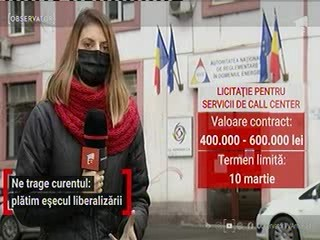 OBSERVATOR
AUTORITATEA NAȚIONALĂ
DE REGLEMENTARE
ÎN DOMENIUL ENERGIEI
LICITAȚIE PENTRU
SERVICII DE CALL CENTER
Valoare contract:
400.000 - 600.000 lei
Termen limită:
10 martie
Ne trage curentul:
plătim eșecul liberalizării